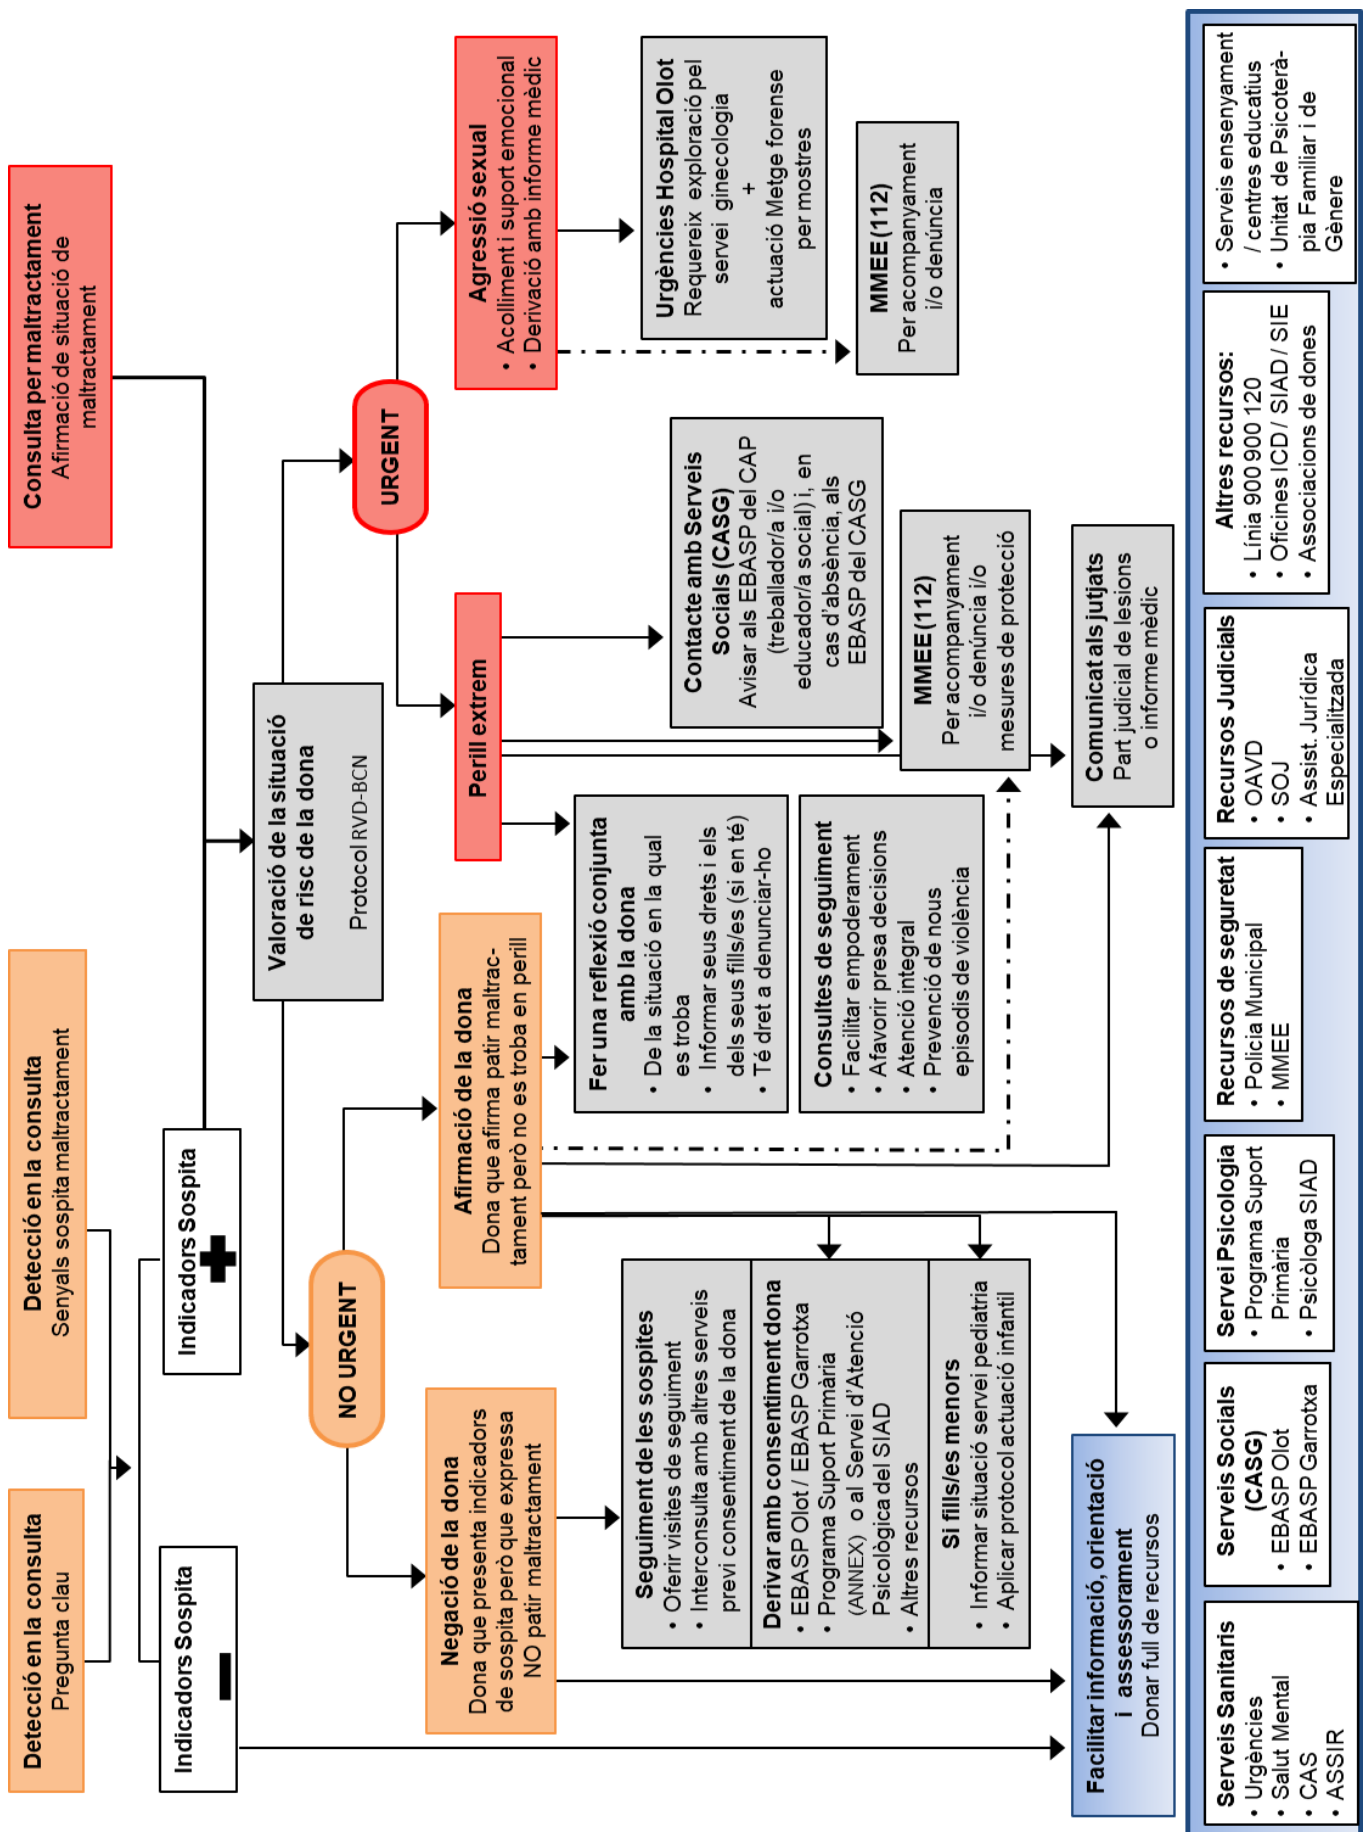 Detecció en la consulta
Pregunta clau
Detecció en la consulta
Senyals sospita maltractament
Consulta per maltractament
Afirmació de situació de
maltractament
Indicadors Sospita
Indicadors Sospita
Valoració de la situació
de risc de la dona
Protocol RVD-BCN
NO URGENT
URGENT
Negació de la dona
Dona que presenta indicadors
de sospita però que expressa
NO patir maltractament
Afirmació de la dona
Dona que afirma patir maltrac-
tament però no es troba en perill
Perill extrem
Agressió sexual
• Acolliment i suport emocional
• Derivació amb informe mèdic
Seguiment de les sospites
• Oferir visites de seguiment
• Interconsulta amb altres serveis
previ consentiment de la dona
Derivar amb consentiment dona
• EBASP Olot / EBASP Garrotxa
• Programa Suport Primària
(ANNEX) o al Servei d'Atenció
Psicològica del SIAD
• Altres recursos
Si fills/es menors
• Informar situació servei pediatria
• Aplicar protocol actuació infantil
Fer una reflexió conjunta
amb la dona
• De la situació en la qual
es troba
• Informar seus drets i els
dels seus fills/es (si en té)
• Té dret a denunciar-ho
Consultes de seguiment
• Facilitar empoderament
• Afavorir presa decisions
• Atenció integral
• Prevenció de nous
episodis de violència
Contacte amb Serveis
Socials (CASG)
Avisar als EBASP del CAP
(treballador/a i/o
educador/a social) i, en
cas d'absència, als
EBASP del CASG
MMEE (112)
Per acompanyament
i/o denúncia i/o
mesures de protecció
Comunicat als jutjats
Part judicial de lesions
o informe mèdic
Urgències Hospital Olot
Requereix exploració pel
servei ginecologia
+
actuació Metge forense
per mostres
MMEE (112)
Per acompanyament
i/o denúncia
Facilitar informació, orientació
i assessorament
Donar full de recursos
Serveis Sanitaris
• Urgències
• Salut Mental
• CAS
• ASSIR
Serveis Socials
(CASG)
• EBASP Olot
• EBASP Garrotxa
Servei Psicologia
• Programa Suport
Primària
• Psicòloga SIAD
Recursos de seguretat
• Policia Municipal
• MMEE
Recursos Judicials
• OAVD
• SOJ
• Assist. Jurídica
Especialitzada
Altres recursos:
• Línia 900 900 120
• Oficines ICD / SIAD / SIE
• Associacions de dones
• Serveis ensenyament
/ centres educatius
• Unitat de Psicoterà-
pia Familiar i de
Gènere